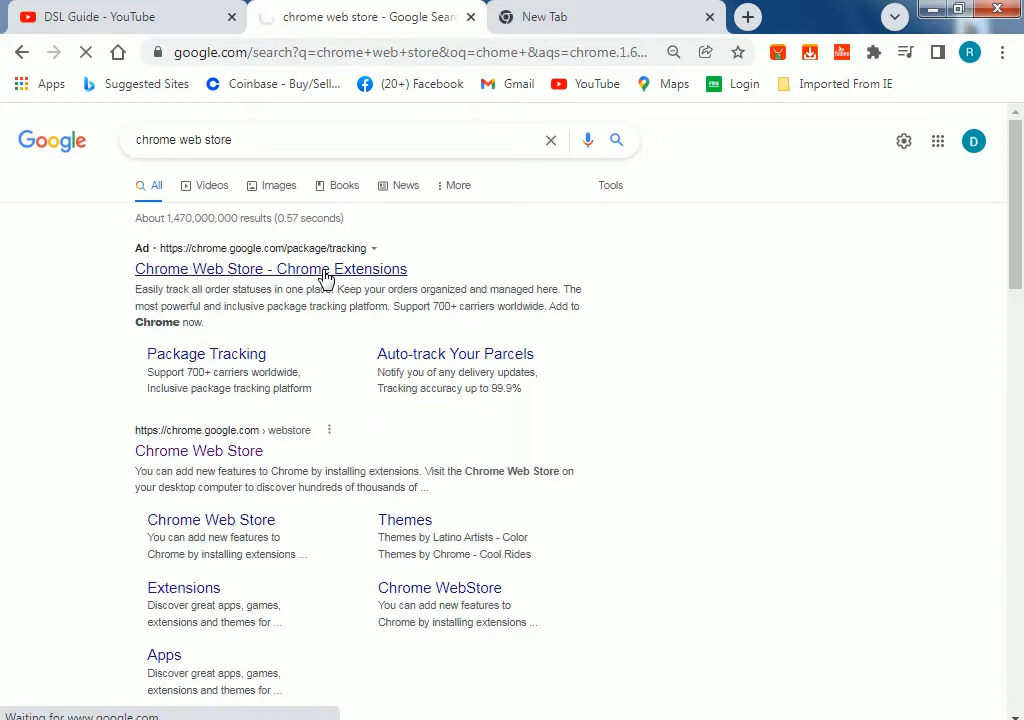 DSL Guide - YouTube
chrome web store - Google Sear
New Tab
google.com/search?q=chrome+web+store&oq=chome+&aqs=chrome.1.6...
R
Apps
Suggested Sites
Coinbase - Buy/Sell...
(20+) Facebook
Gmail
YouTube
Maps
Login
Imported From IE
Google
chrome web store
D
All
Videos
Images
Books
News
More
Tools
About 1,470,000,000 results (0.57 seconds)
Ad · https://chrome.google.com/package/tracking
Chrome Web Store - Chrome Extensions
Easily track all order statuses in one place. Keep your orders organized and managed here. The
most powerful and inclusive package tracking platform. Support 700+ carriers worldwide. Add to
Chrome now.
Package Tracking
Support 700+ carriers worldwide,
Inclusive package tracking platform
Auto-track Your Parcels
Notify you of any delivery updates,
Tracking accuracy up to 99.9%
https://chrome.google.com › webstore
Chrome Web Store
You can add new features to Chrome by installing extensions. Visit the Chrome Web Store on
your desktop computer to discover hundreds of thousands of ...
Chrome Web Store
You can add new features to
Chrome by installing extensions ...
Themes
Themes by Latino Artists - Color
Themes by Chrome - Cool Rides
Extensions
Discover great apps, games,
extensions and themes for ...
Chrome WebStore
You can add new features to
Chrome by installing extensions ...
Apps
Discover great apps, games,
extensions and themes for ...
Waiting for www.google.com